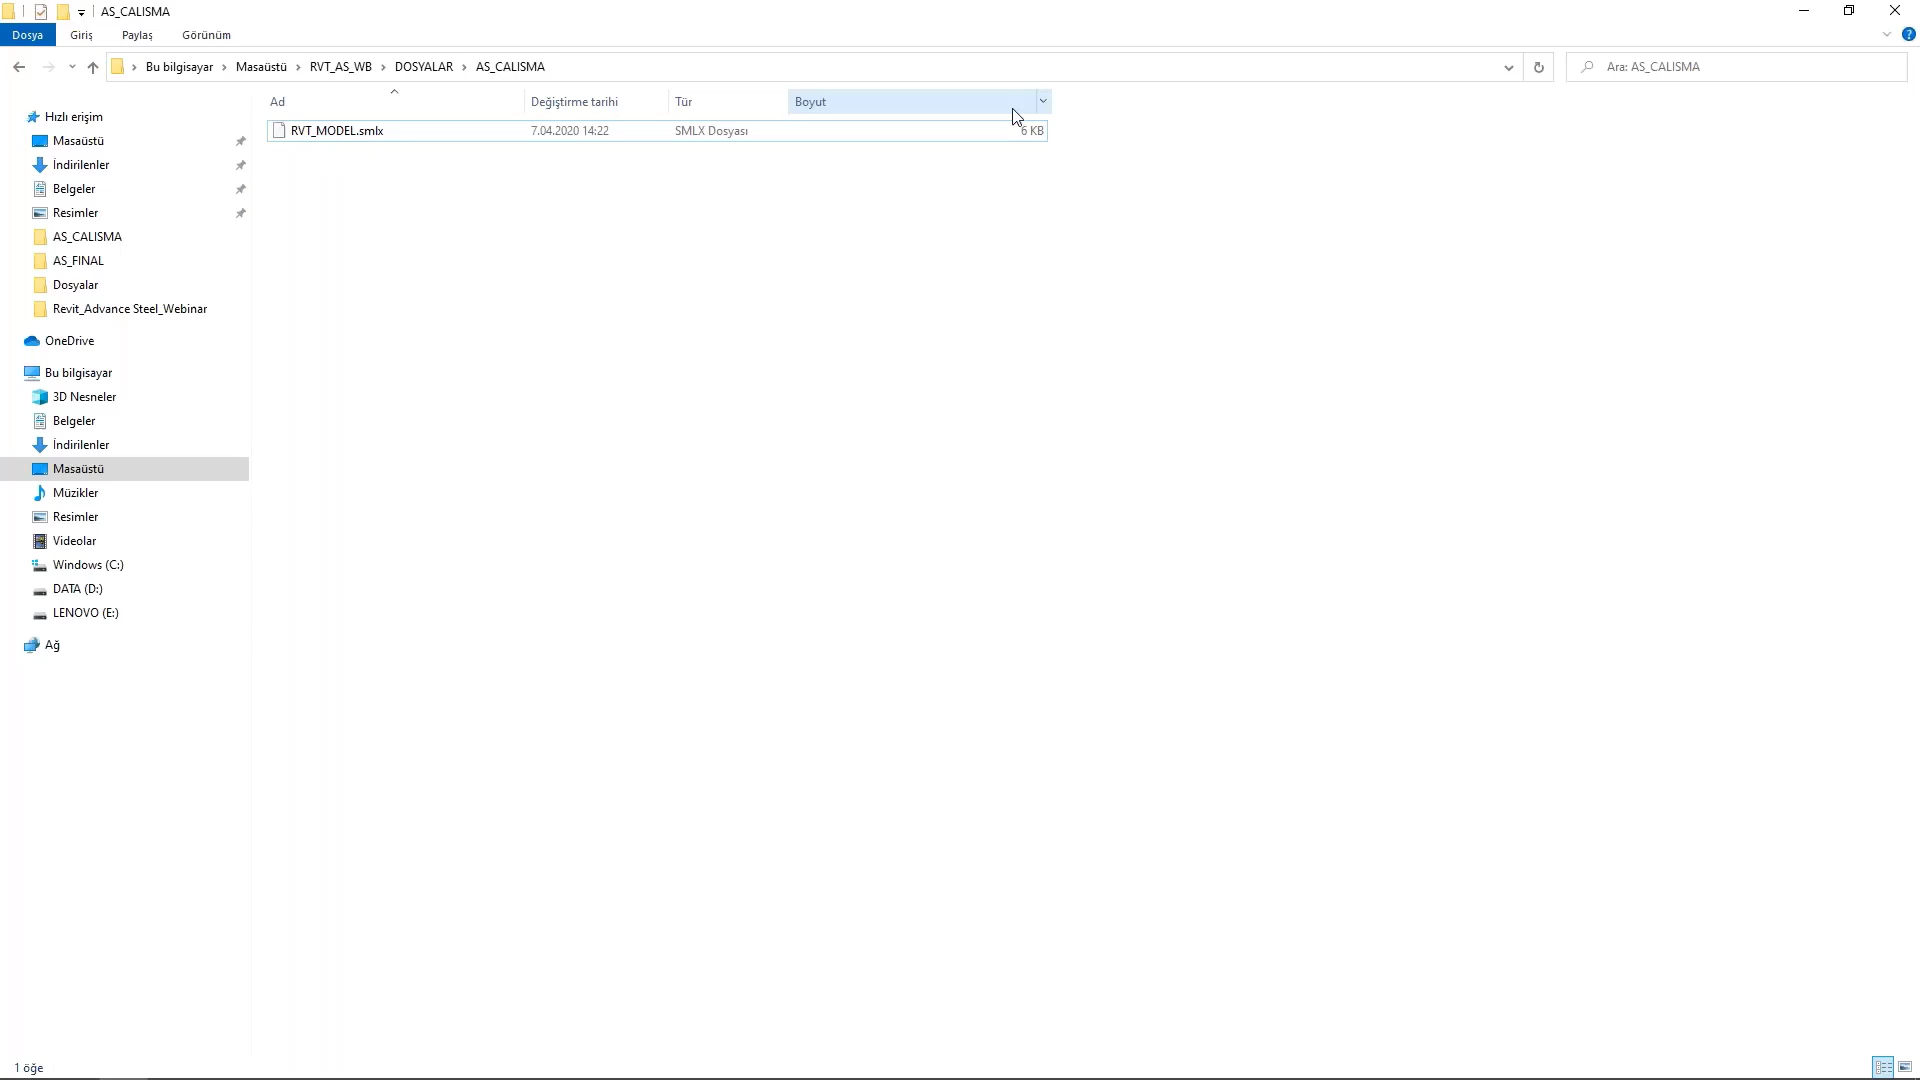 AS_CALISMA
Dosya Giriş Paylaş Görünüm
Bu bilgisayar Masaüstü RVT_AS_WB DOSYALAR AS_CALISMA
Ara: AS_CALISMA
Ad Değiştirme tarihi Tür Boyut
RVT_MODEL.smlx 7.04.2020 14:22 SMLX Dosyası 6 KB
Hızlı erişim
Masaüstü
İndirilenler
Belgeler
Resimler
AS_CALISMA
AS_FINAL
Dosyalar
Revit_Advance Steel_Webinar
OneDrive
Bu bilgisayar
3D Nesneler
Belgeler
İndirilenler
Masaüstü
Müzikler
Resimler
Videolar
Windows (C:)
DATA (D:)
LENOVO (E:)
Ağ
1 öğe